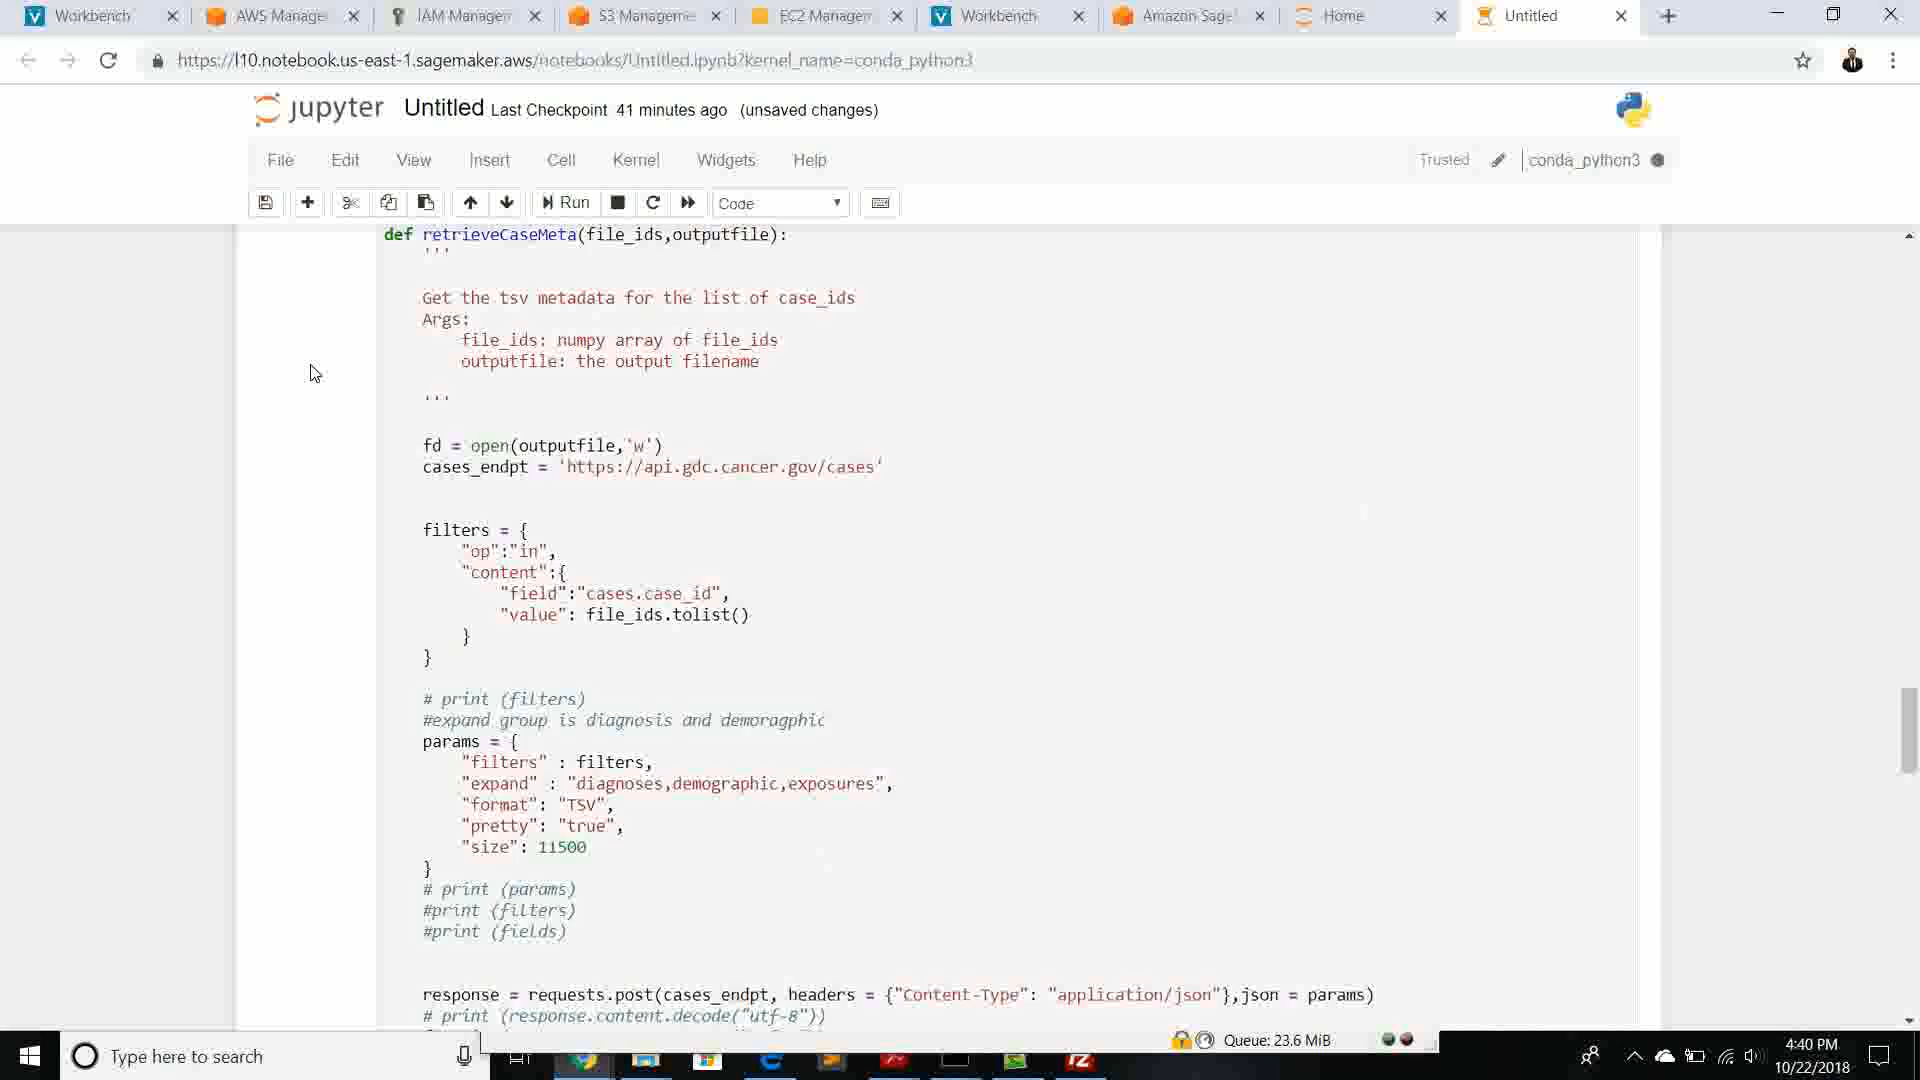 Workbench
AWS Manage
IAM Managem
S3 Manageme
EC2 Managem
Workbench
Amazon Sage
Home
Untitled
https://l10.notebook.us-east-1.sagemaker.aws/notebooks/Untitled.ipynb?kernel_name=conda_python3
jupyter Untitled Last Checkpoint 41 minutes ago (unsaved changes)
File Edit View Insert Cell Kernel Widgets Help Trusted conda_python3
Run Code
def retrieveCaseMeta(file_ids,outputfile):
'''
Get the tsv metadata for the list of case_ids
Args:
file_ids: numpy array of file_ids
outputfile: the output filename
'''
fd = open(outputfile,'w')
cases_endpt = 'https://api.gdc.cancer.gov/cases'
filters = {
"op":"in",
"content":{
"field":"cases.case_id",
"value": file_ids.tolist()
}
}
# print (filters)
#expand group is diagnosis and demoragphic
params = {
"filters" : filters,
"expand" : "diagnoses,demographic,exposures",
"format": "TSV",
"pretty": "true",
"size": 11500
}
# print (params)
#print (filters)
#print (fields)
response = requests.post(cases_endpt, headers = {"Content-Type": "application/json"},json = params)
# print (response.content.decode("utf-8"))
Queue: 23.6 MiB
Type here to search
4:40 PM
10/22/2018